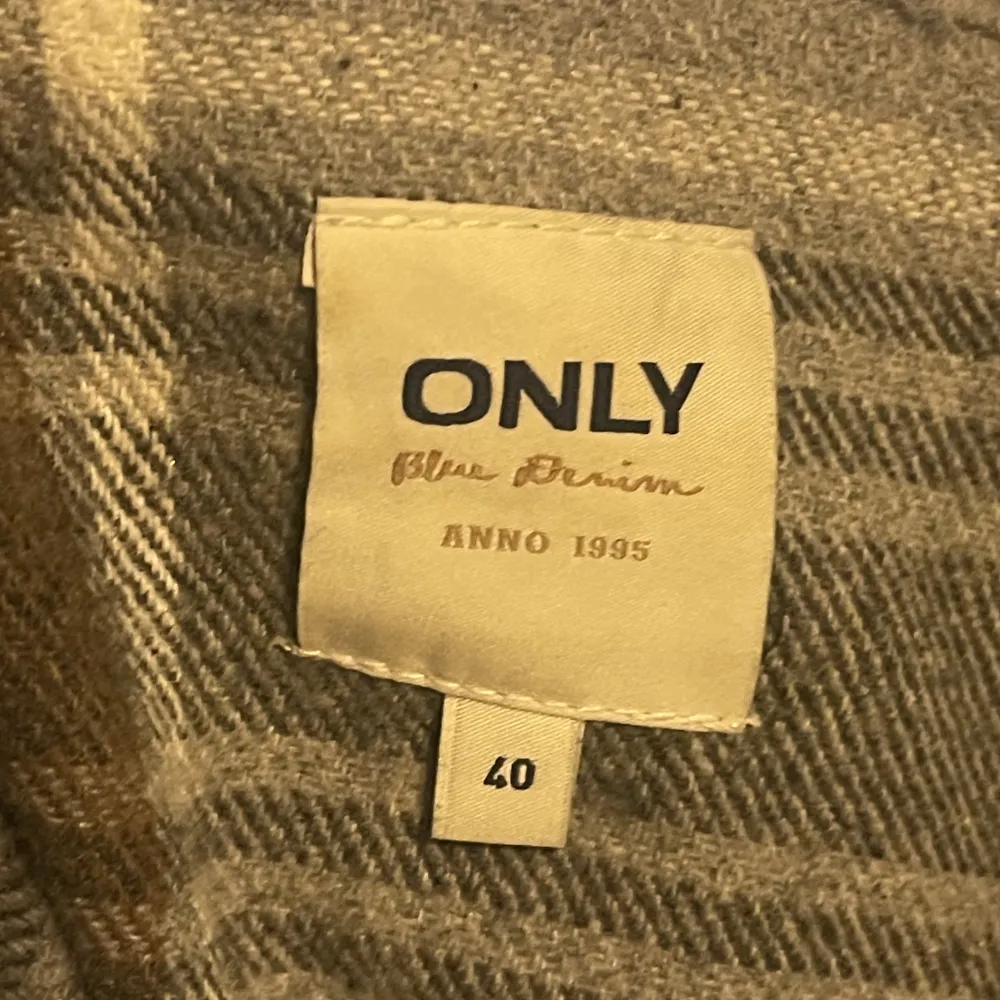 ONLY
Blue Denim
ANNO 1995
40